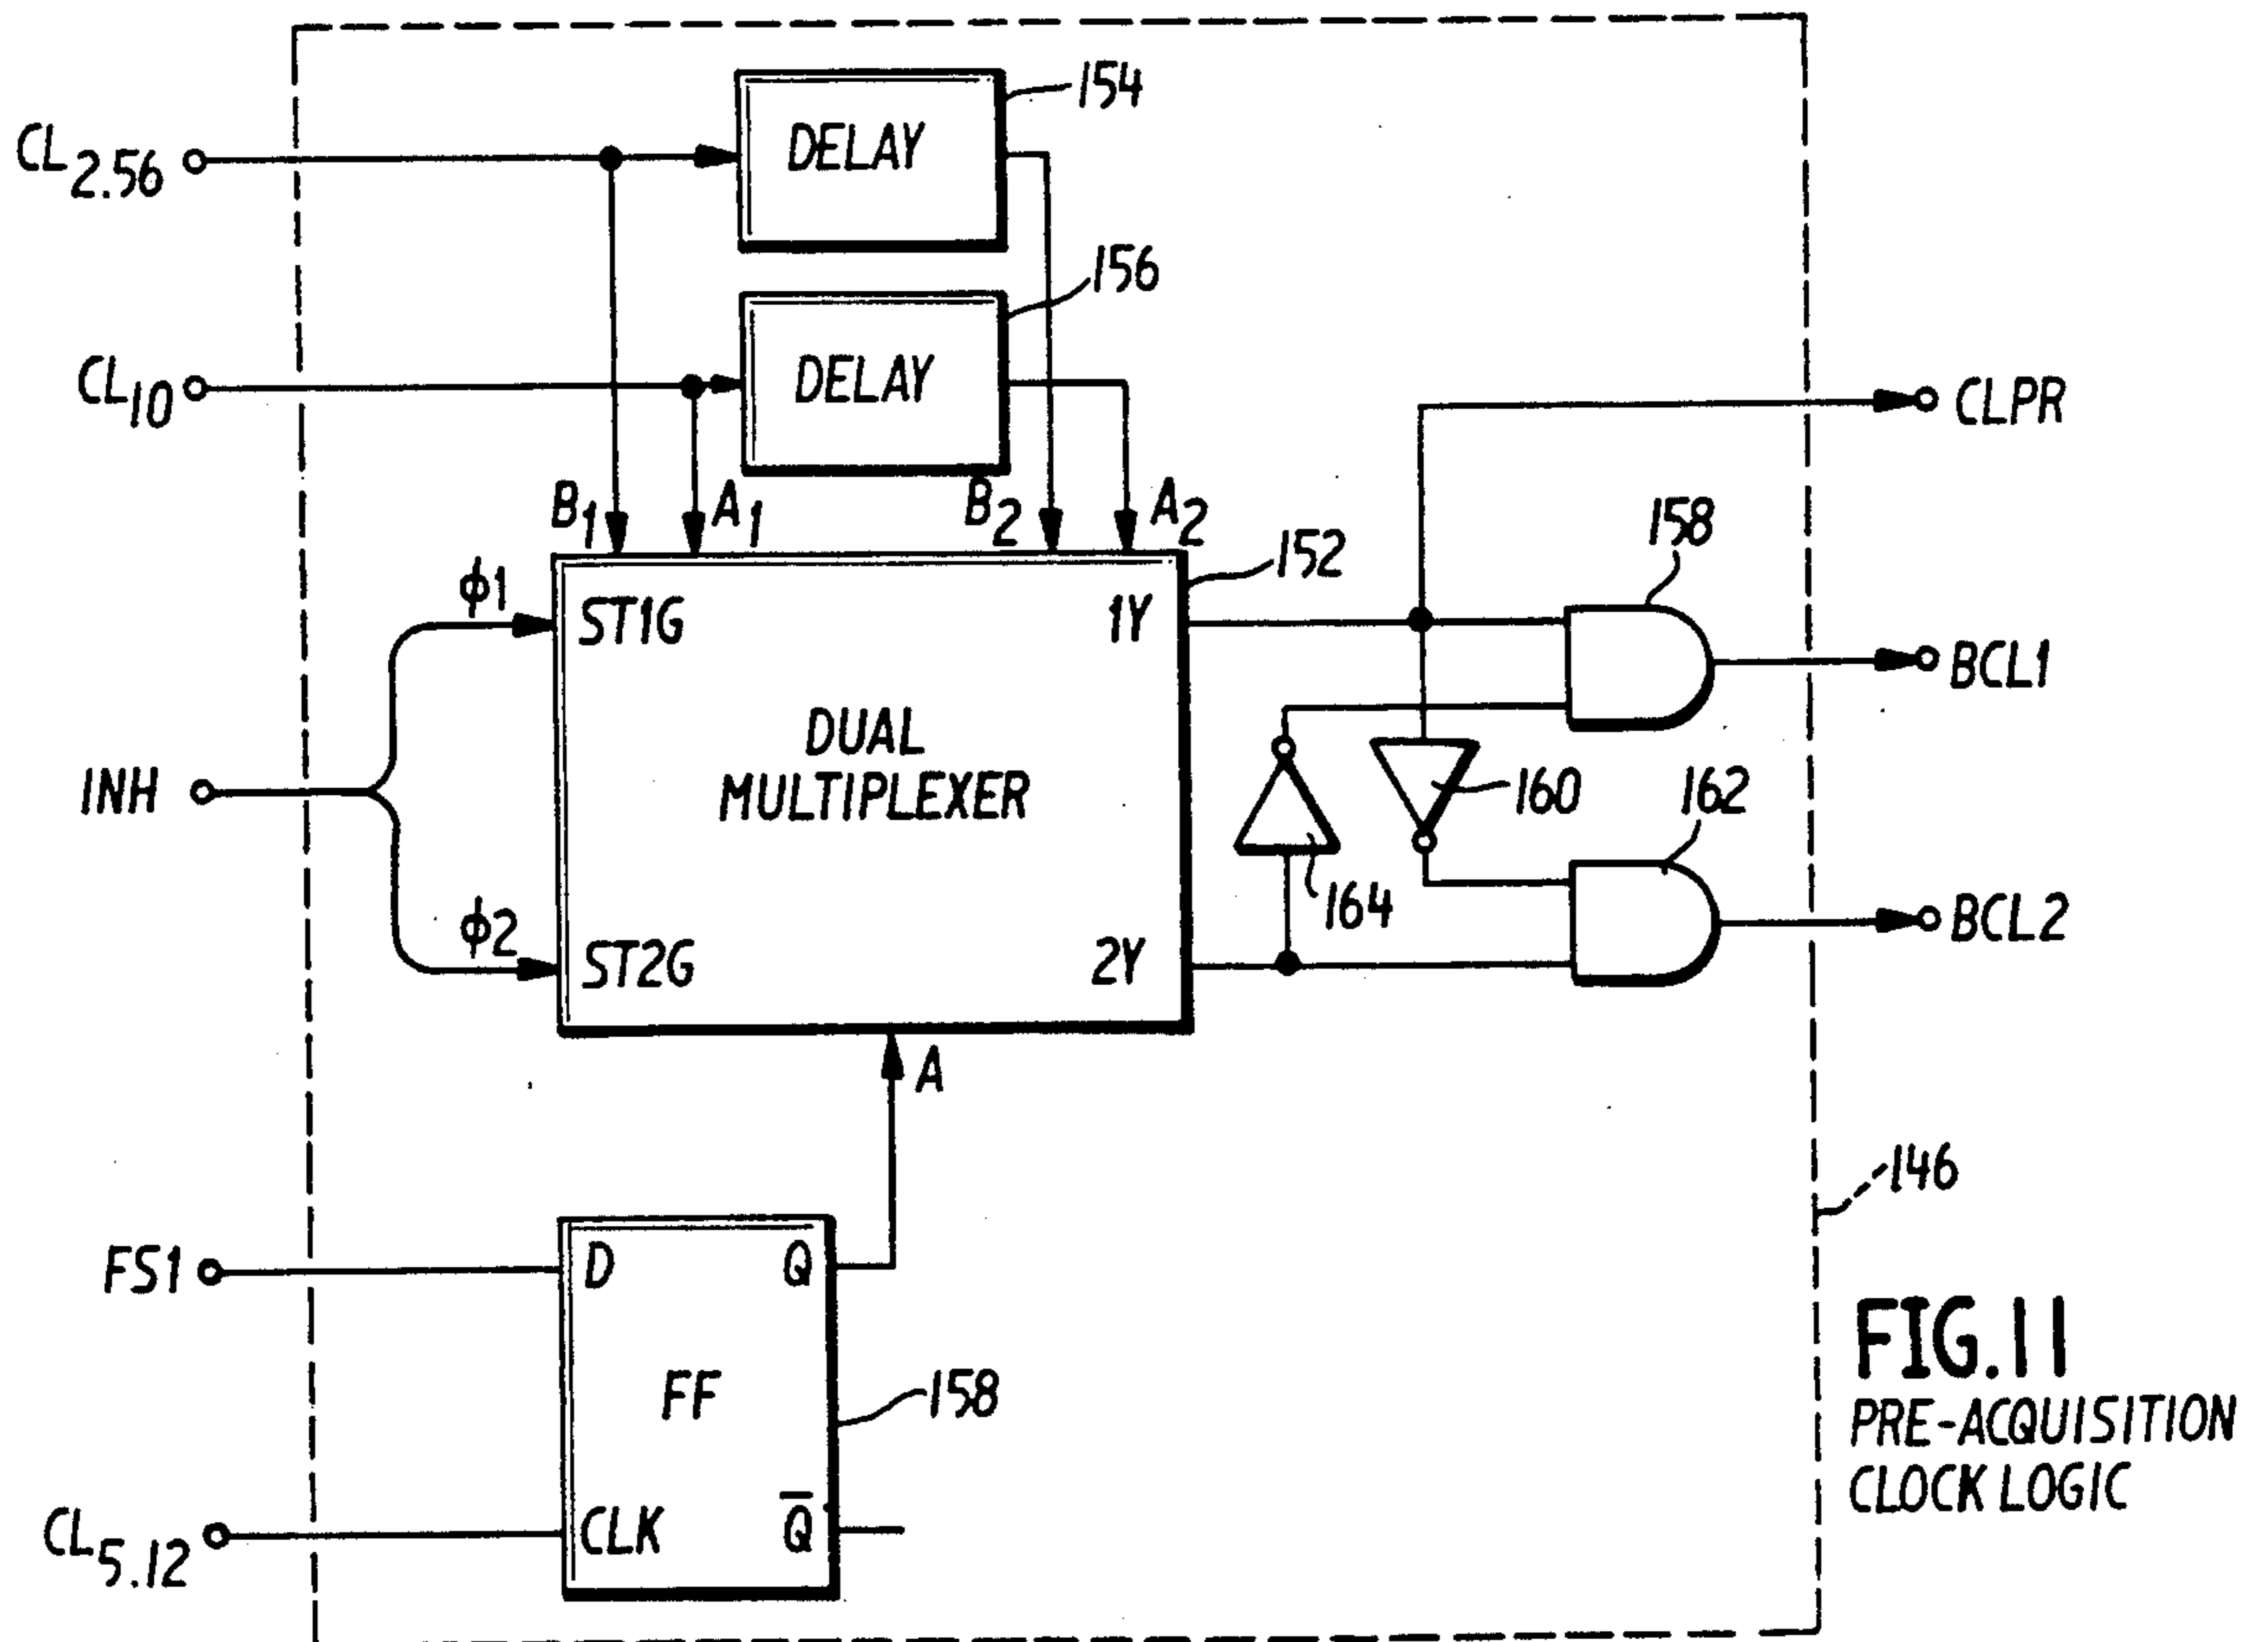 154
CL2.56
DELAY
156
CL10
DELAY
CLPR
B1
A1
B2
A2
152
158
φ1
ST1G
1Y
BCL1
DUAL
MULTIPLEXER
INH
160
162
164
φ2
ST2G
2Y
BCL2
A
146
FS1
D
Q
FF
158
FIG.11
PRE-ACQUISITION
CLOCK LOGIC
CL5.12
CLK
Q̅